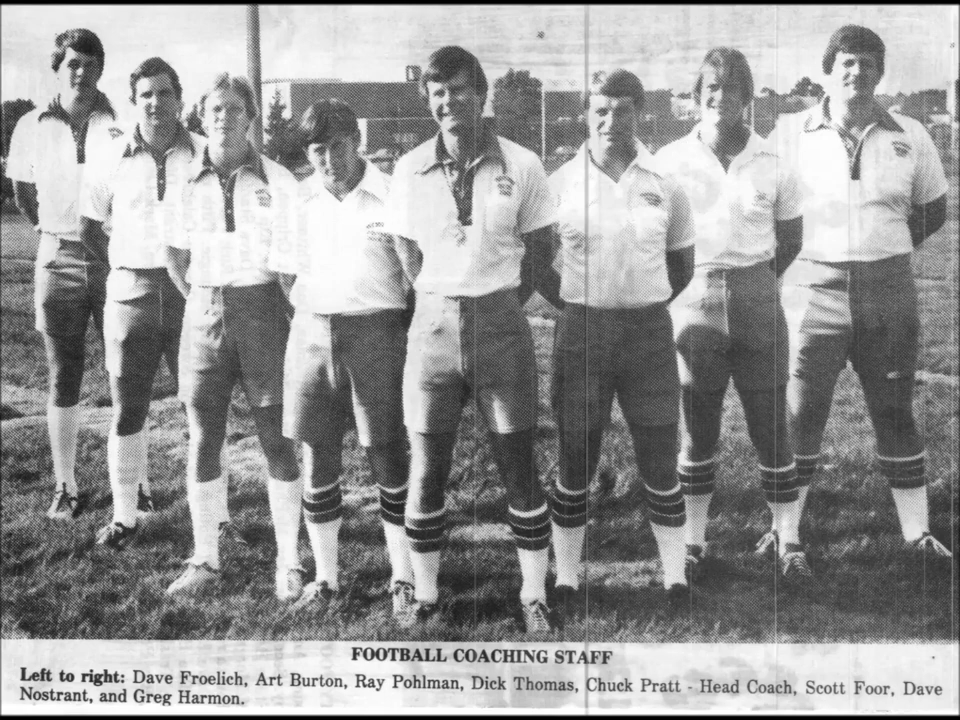 FOOTBALL COACHING STAFF
Left to right: Dave Froelich, Art Burton, Ray Pohlman, Dick Thomas, Chuck Pratt - Head Coach, Scott Foor, Dave
Nostrant, and Greg Harmon.